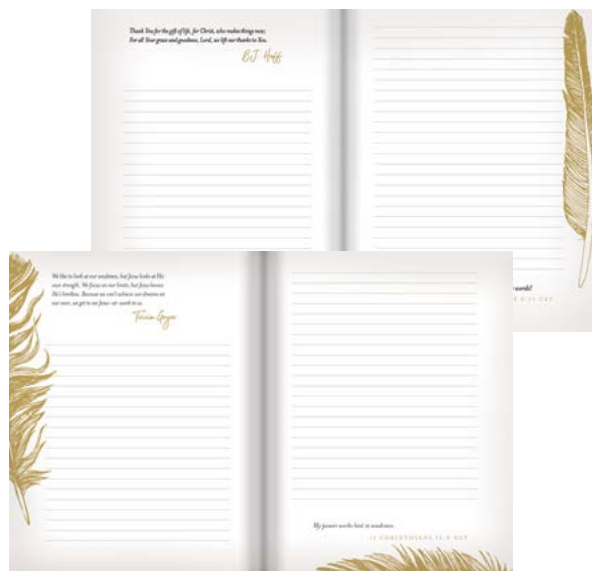 Thank You for the gift of life, for Christ, who makes things new;
For all Your grace and goodness, Lord, we lift our thanks to You.
B.J. Hoff
words!
We like to look at our weakness, but Jesus looks at His
own strength. We focus on our limits, but Jesus knows
He's limitless. Because we can't achieve our dreams on
our own, we get to see Jesus-at-work in us.
Tricia Goyer
My power works best in weakness.
2 CORINTHIANS 12:9 NLT